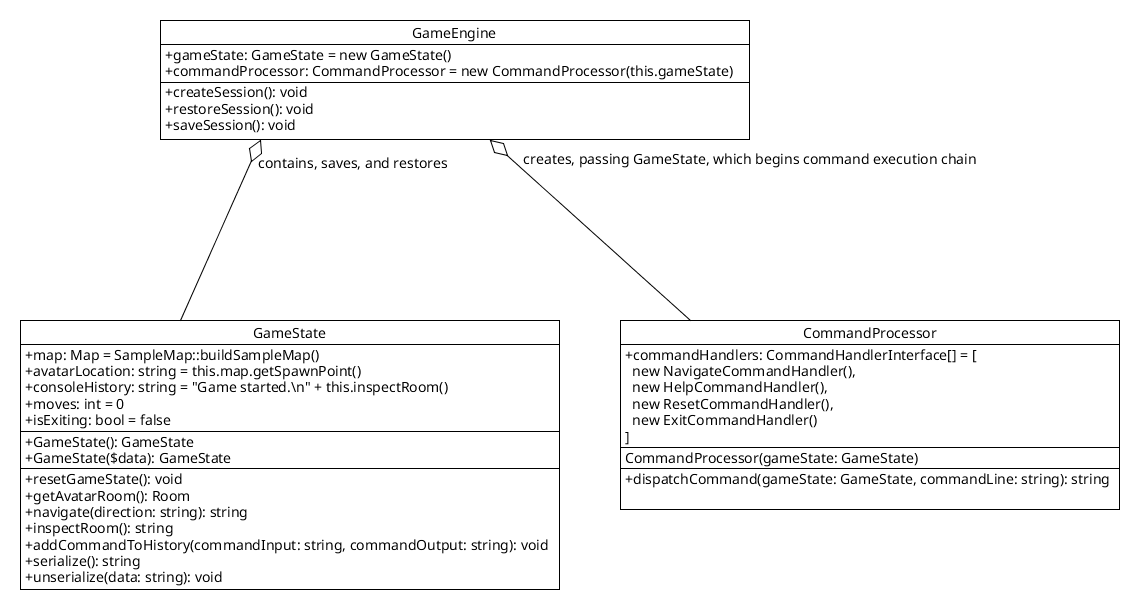 GameEngine
+gameState: GameState = new GameState()
+commandProcessor: CommandProcessor = new CommandProcessor(this.gameState)
+createSession(): void
+restoreSession(): void
+saveSession(): void
contains, saves, and restores
creates, passing GameState, which begins command execution chain
GameState
+map: Map = SampleMap::buildSampleMap()
+avatarLocation: string = this.map.getSpawnPoint()
+consoleHistory: string = "Game started.\n" + this.inspectRoom()
+moves: int = 0
+isExiting: bool = false
+GameState(): GameState
+GameState($data): GameState
+resetGameState(): void
+getAvatarRoom(): Room
+navigate(direction: string): string
+inspectRoom(): string
+addCommandToHistory(commandInput: string, commandOutput: string): void
+serialize(): string
+unserialize(data: string): void
CommandProcessor
+commandHandlers: CommandHandlerInterface[] = [
new NavigateCommandHandler(),
new HelpCommandHandler(),
new ResetCommandHandler(),
new ExitCommandHandler()
]
CommandProcessor(gameState: GameState)
+dispatchCommand(gameState: GameState, commandLine: string): string